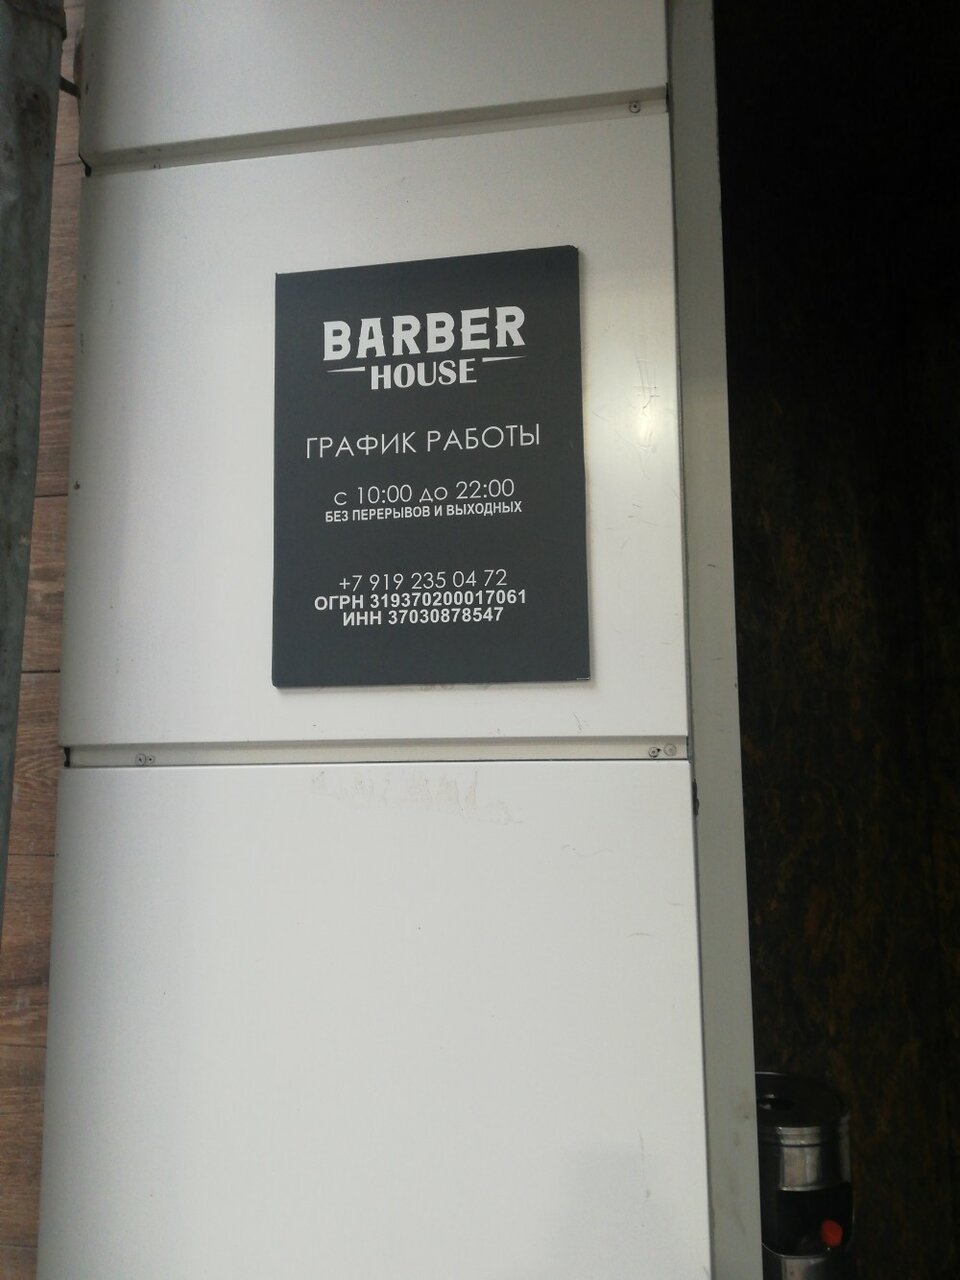 BARBER
HOUSE
ГРАФИК РАБОТЫ
с 10:00 до 22:00
БЕЗ ПЕРЕРЫВОВ И ВЫХОДНЫХ
+7 919 235 04 72
ОГРН 319370200017061
ИНН 37030878547